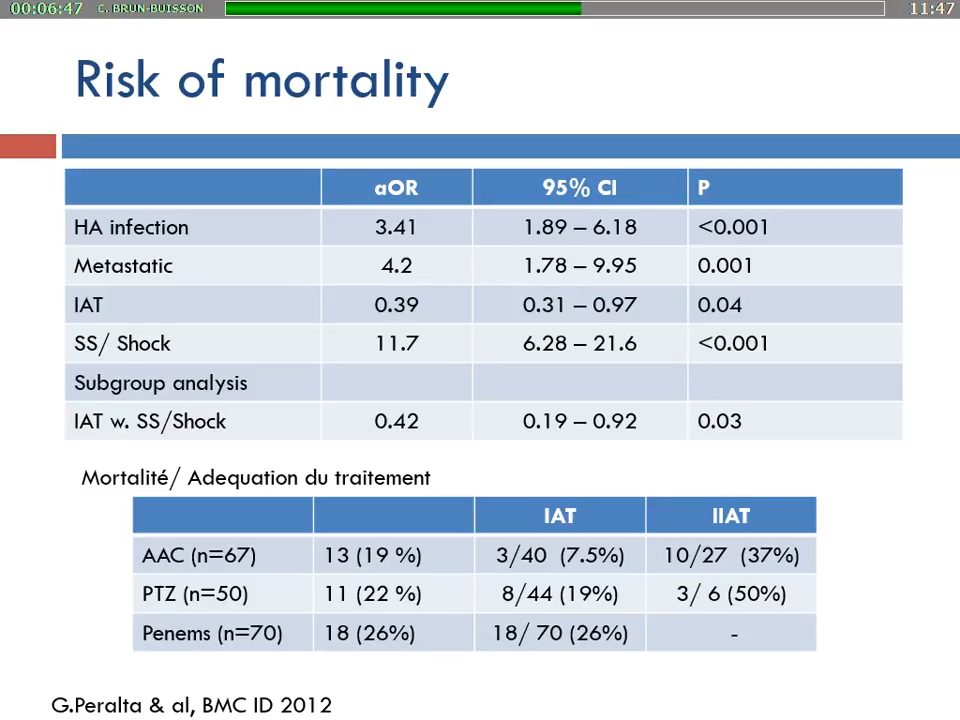 00:06:47 C. BRUN-BUISSON 11:47
Risk of mortality
aOR 95% CI P
HA infection 3.41 1.89 – 6.18 <0.001
Metastatic 4.2 1.78 – 9.95 0.001
IAT 0.39 0.31 – 0.97 0.04
SS/ Shock 11.7 6.28 – 21.6 <0.001
Subgroup analysis
IAT w. SS/Shock 0.42 0.19 – 0.92 0.03
Mortalité/ Adequation du traitement
IAT IIAT
AAC (n=67) 13 (19 %) 3/40 (7.5%) 10/27 (37%)
PTZ (n=50) 11 (22 %) 8/44 (19%) 3/ 6 (50%)
Penems (n=70) 18 (26%) 18/ 70 (26%) -
G.Peralta & al, BMC ID 2012